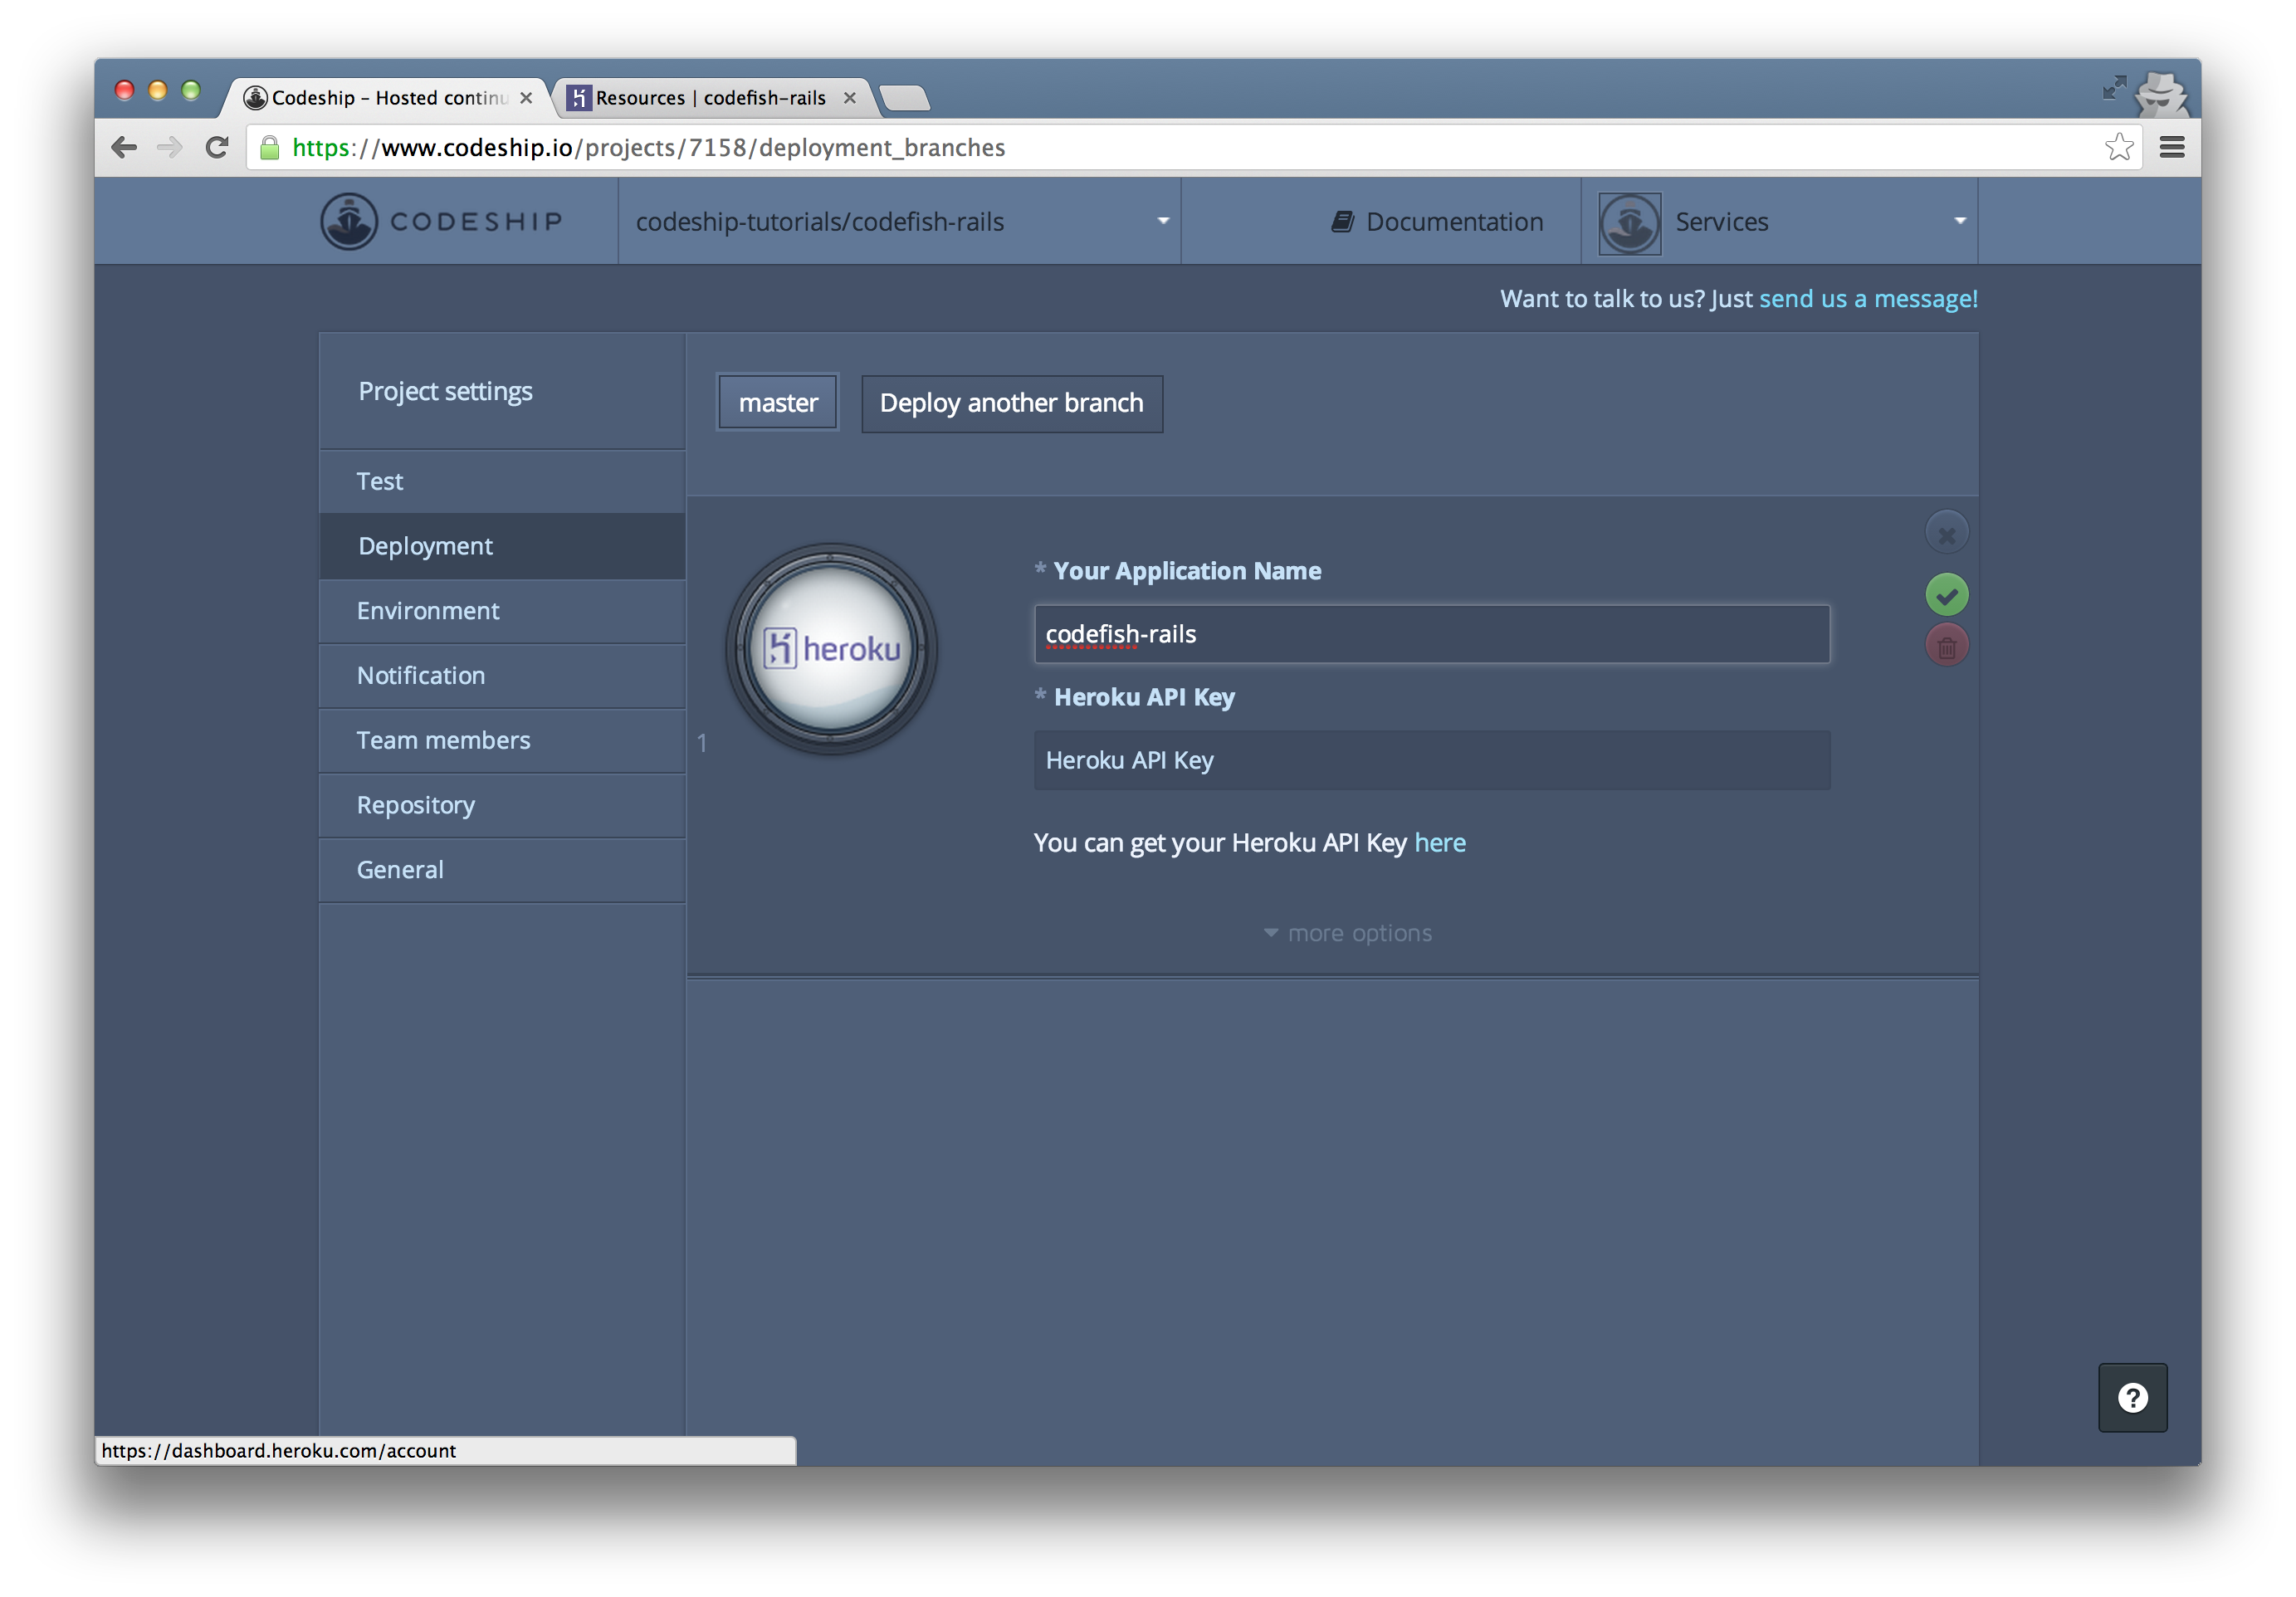 Codeship – Hosted continu
Resources | codefish-rails
https://www.codeship.io/projects/7158/deployment_branches
CODESHIP
codeship-tutorials/codefish-rails
Documentation
Services
Want to talk to us? Just send us a message!
Project settings
master
Deploy another branch
Test
Deployment
Environment
Notification
Team members
Repository
General
1
heroku
* Your Application Name
codefish-rails
* Heroku API Key
Heroku API Key
You can get your Heroku API Key here
more options
?
https://dashboard.heroku.com/account